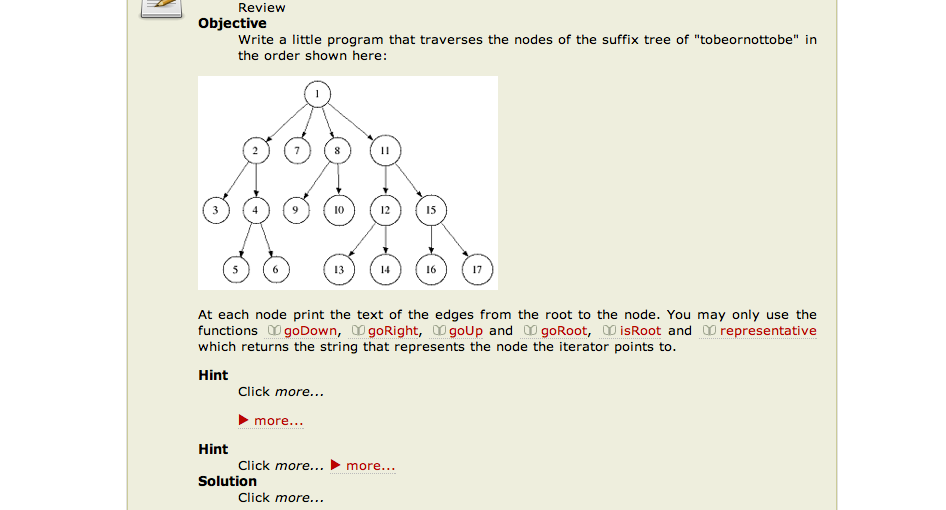 Review
Objective
Write a little program that traverses the nodes of the suffix tree of "tobeornottobe" in
the order shown here:
1
2 7 8 11
3 4 9 10 12 15
5 6 13 14 16 17
At each node print the text of the edges from the root to the node. You may only use the
functions goDown, goRight, goUp and goRoot, isRoot and representative
which returns the string that represents the node the iterator points to.
Hint
Click more...
more...
Hint
Click more... more...
Solution
Click more...